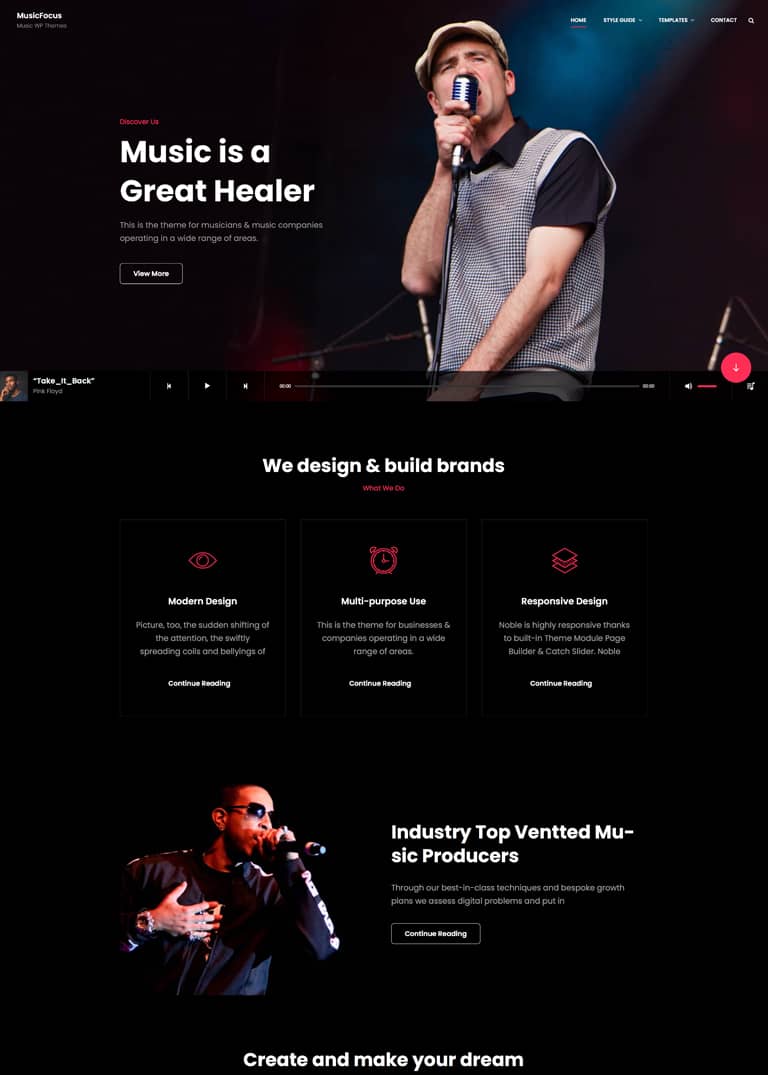 MusicFocus
Music WP Themes
HOME STYLE GUIDE TEMPLATES CONTACT
Discover Us
Music is a
Great Healer
This is the theme for musicians & music companies
operating in a wide range of areas.
View More
“Take_It_Back”
Pink Floyd
00:00 00:00
We design & build brands
What We Do
Modern Design
Picture, too, the sudden shifting of
the attention, the swiftly
spreading coils and bellyings of
Continue Reading
Multi-purpose Use
This is the theme for businesses &
companies operating in a wide
range of areas.
Continue Reading
Responsive Design
Noble is highly responsive thanks
to built-in Theme Module Page
Builder & Catch Slider. Noble
Continue Reading
Industry Top Ventted Mu-
sic Producers
Through our best-in-class techniques and bespoke growth
plans we assess digital problems and put in
Continue Reading
Create and make your dream